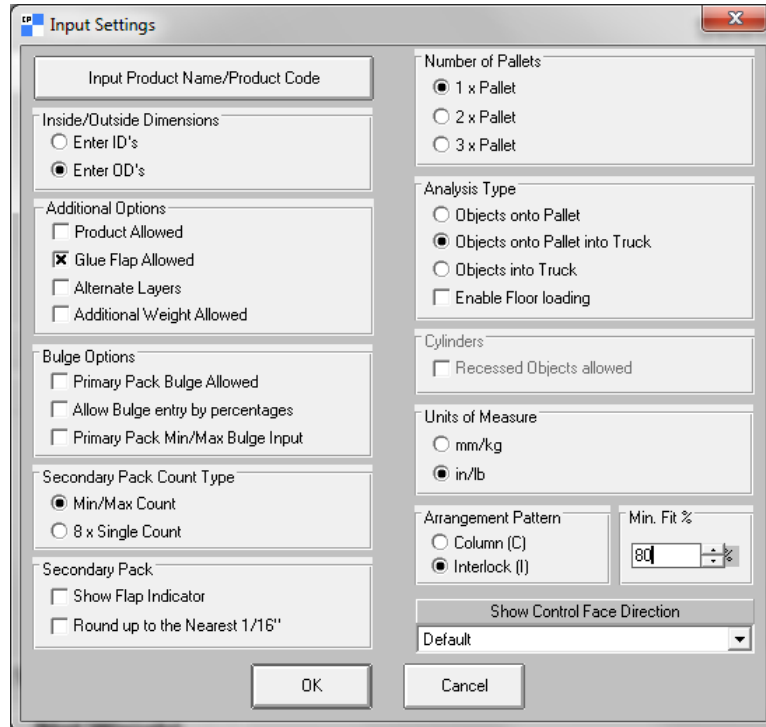 CP
Input Settings
Input Product Name/Product Code
Inside/Outside Dimensions
Enter ID's
Enter OD's
Additional Options
Product Allowed
Glue Flap Allowed
Alternate Layers
Additional Weight Allowed
Bulge Options
Primary Pack Bulge Allowed
Allow Bulge entry by percentages
Primary Pack Min/Max Bulge Input
Secondary Pack Count Type
Min/Max Count
8 x Single Count
Secondary Pack
Show Flap Indicator
Round up to the Nearest 1/16"
Number of Pallets
1 x Pallet
2 x Pallet
3 x Pallet
Analysis Type
Objects onto Pallet
Objects onto Pallet into Truck
Objects into Truck
Enable Floor loading
Cylinders
Recessed Objects allowed
Units of Measure
mm/kg
in/lb
Arrangement Pattern
Column (C)
Interlock (I)
Min. Fit %
80 %
Show Control Face Direction
Default
OK
Cancel